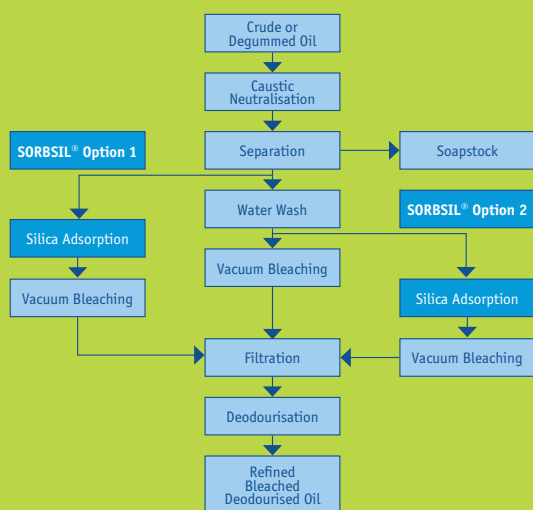 Crude or
Degummed Oil
Caustic
Neutralisation
SORBSIL® Option 1
Separation
Soapstock
Water Wash
SORBSIL® Option 2
Silica Adsorption
Vacuum Bleaching
Vacuum Bleaching
Silica Adsorption
Filtration
Vacuum Bleaching
Deodourisation
Refined
Bleached
Deodourised Oil